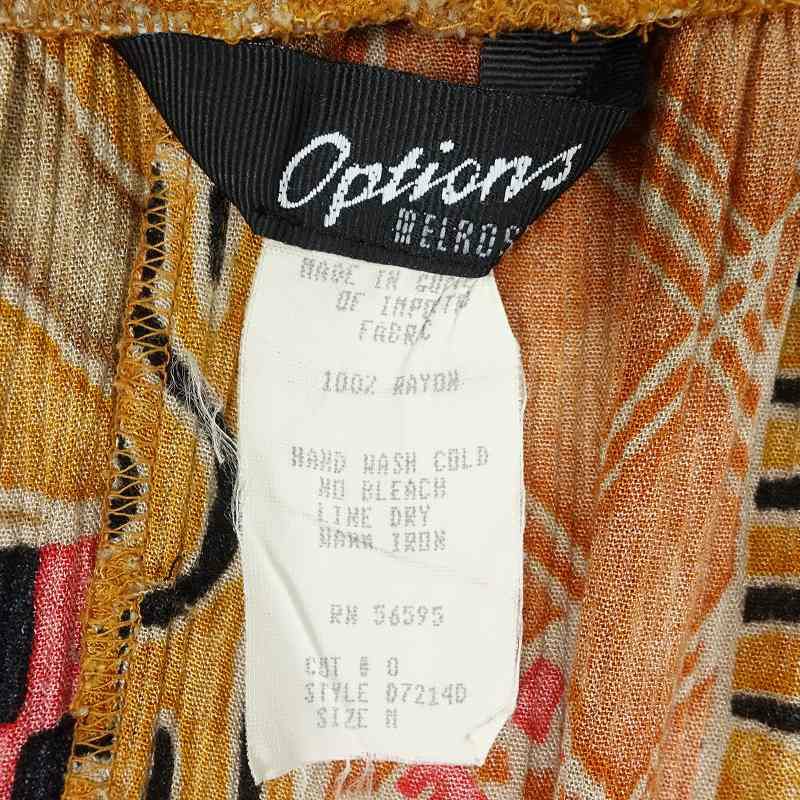 Options
MELROS
MADE IN
OF IMPORTED
FABRIC
100% RAYON
HAND WASH COLD
NO BLEACH
LINE DRY
WARM IRON
RN 56595
CUT # 0
STYLE D7214D
SIZE M